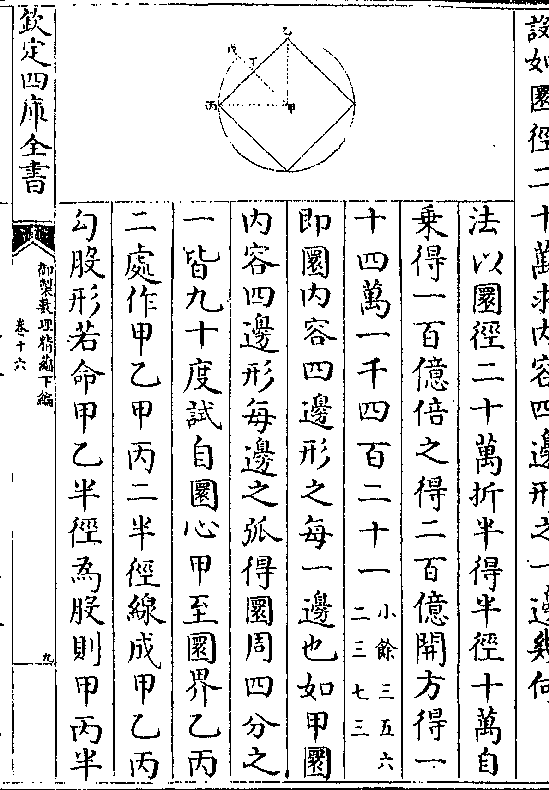 設如圜徑二十萬求内容四邊形之一邊幾何
法以圜徑二十萬折半得半徑十萬自
乗得一百億倍之得二百億開方得一
十四萬一千四百二十一小餘三五六二三七三
即圜内容四邊形之每一邊也如甲圜
内容四邊形每邊之弧得圜周四分之
一皆九十度試自圜心甲至圜界乙丙
二處作甲乙甲丙二半徑線成甲乙丙
勾股形若命甲乙半徑為股則甲丙半
乙
戊
丁
丙
甲
欽定四庫全書
御製數理精藴下編
卷十六
九